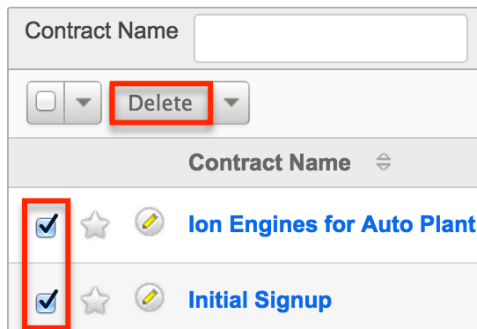 Contract Name
Delete
Contract Name
Ion Engines for Auto Plant
Initial Signup